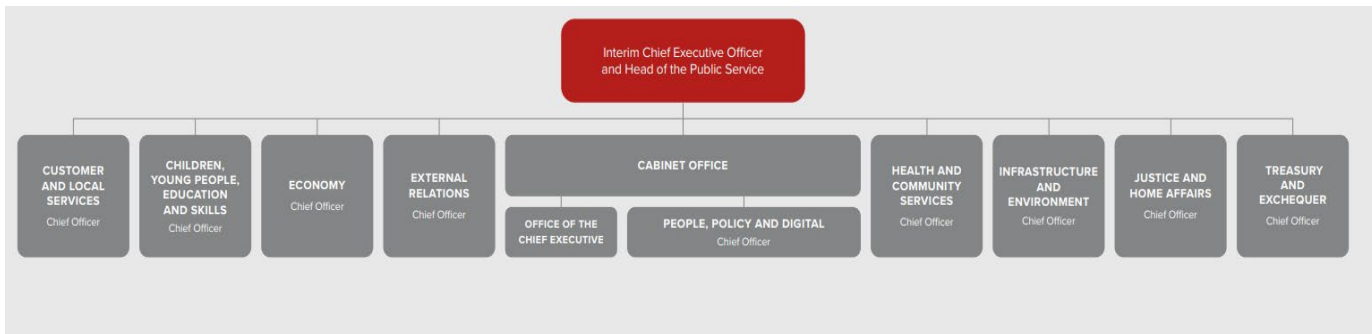 Interim Chief Executive Officer
and Head of the Public Service
CUSTOMER
AND LOCAL
SERVICES
Chief Officer
CHILDREN,
YOUNG PEOPLE,
EDUCATION
AND SKILLS
Chief Officer
ECONOMY
Chief Officer
EXTERNAL
RELATIONS
Chief Officer
CABINET OFFICE
OFFICE OF THE
CHIEF EXECUTIVE
PEOPLE, POLICY AND DIGITAL
Chief Officer
HEALTH AND
COMMUNITY
SERVICES
Chief Officer
INFRASTRUCTURE
AND
ENVIRONMENT
Chief Officer
JUSTICE AND
HOME AFFAIRS
Chief Officer
TREASURY
AND
EXCHEQUER
Chief Officer